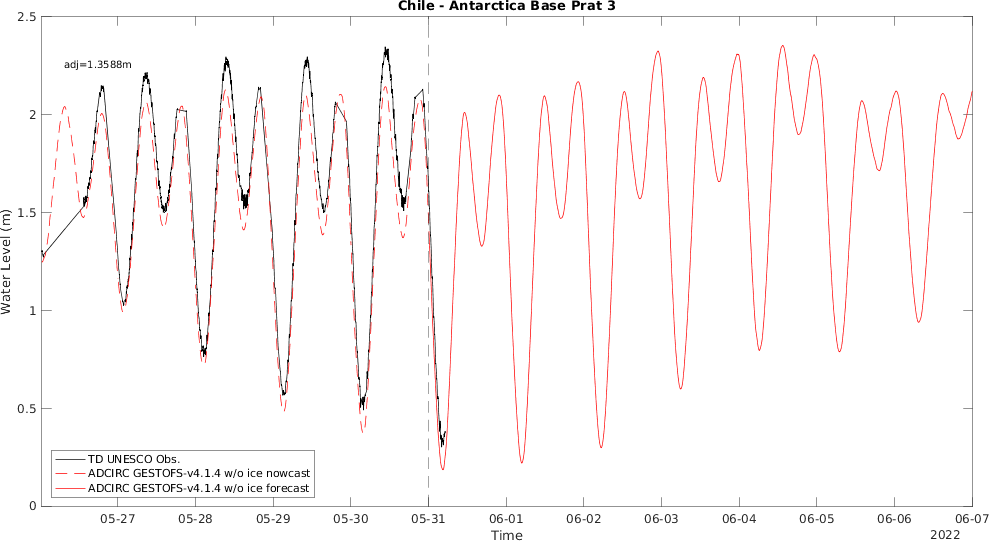 Chile - Antarctica Base Prat 3
adj=1.3588m
Water Level (m)
2.5
2
1.5
1
0.5
0
TD UNESCO Obs.
ADCIRC GESTOFS-v4.1.4 w/o ice nowcast
ADCIRC GESTOFS-v4.1.4 w/o ice forecast
05-27 05-28 05-29 05-30 05-31 06-01 06-02 06-03 06-04 06-05 06-06 06-07
Time
2022